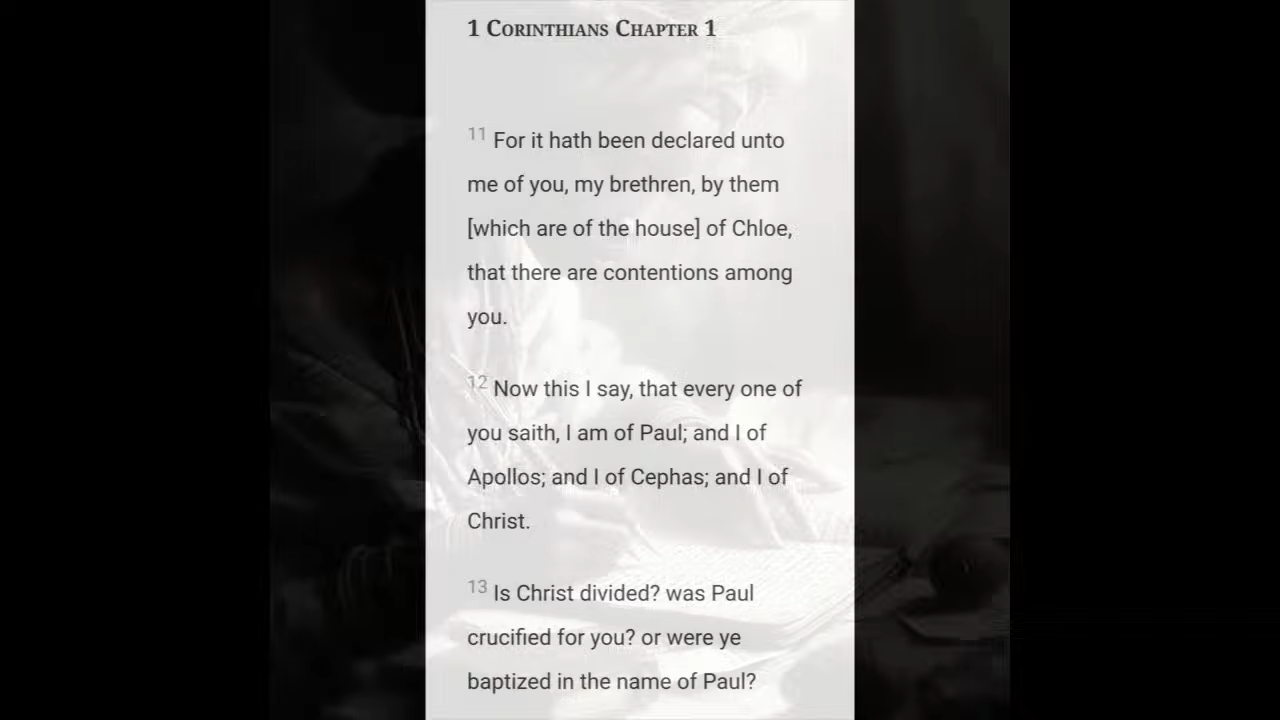 1 Corinthians Chapter 1
11 For it hath been declared unto
me of you, my brethren, by them
[which are of the house] of Chloe,
that there are contentions among
you.
12 Now this I say, that every one of
you saith, I am of Paul; and I of
Apollos; and I of Cephas; and I of
Christ.
13 Is Christ divided? was Paul
crucified for you? or were ye
baptized in the name of Paul?